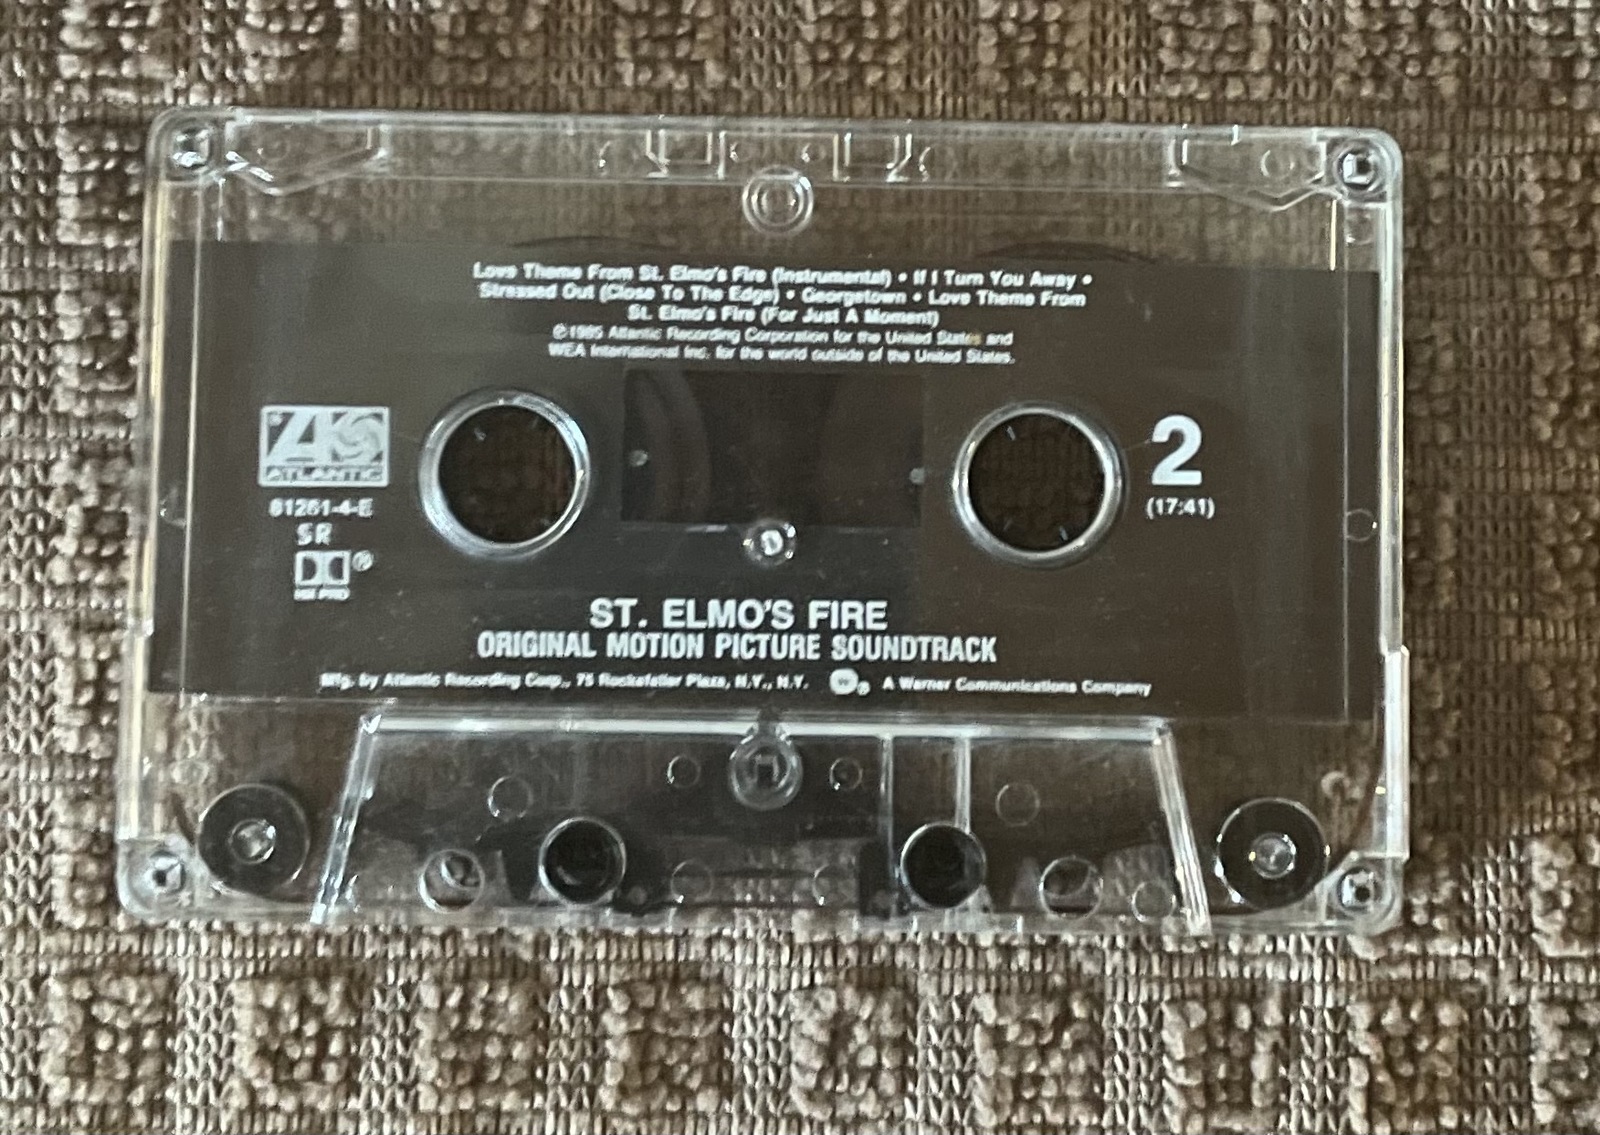 Love Theme From St. Elmo's Fire (Instrumental) • If I Turn You Away •
Stressed Out (Close To The Edge) • Georgetown • Love Theme From
St. Elmo's Fire (For Just A Moment)
℗1985 Atlantic Recording Corporation for the United States and
WEA International Inc. for the world outside of the United States.
ATLANTIC
2
81261-4-E
(17:41)
SR
®
HX PRO
ST. ELMO'S FIRE
ORIGINAL MOTION PICTURE SOUNDTRACK
Mfg. by Atlantic Recording Corp., 75 Rockefeller Plaza, N.Y., N.Y. ® A Warner Communications Company